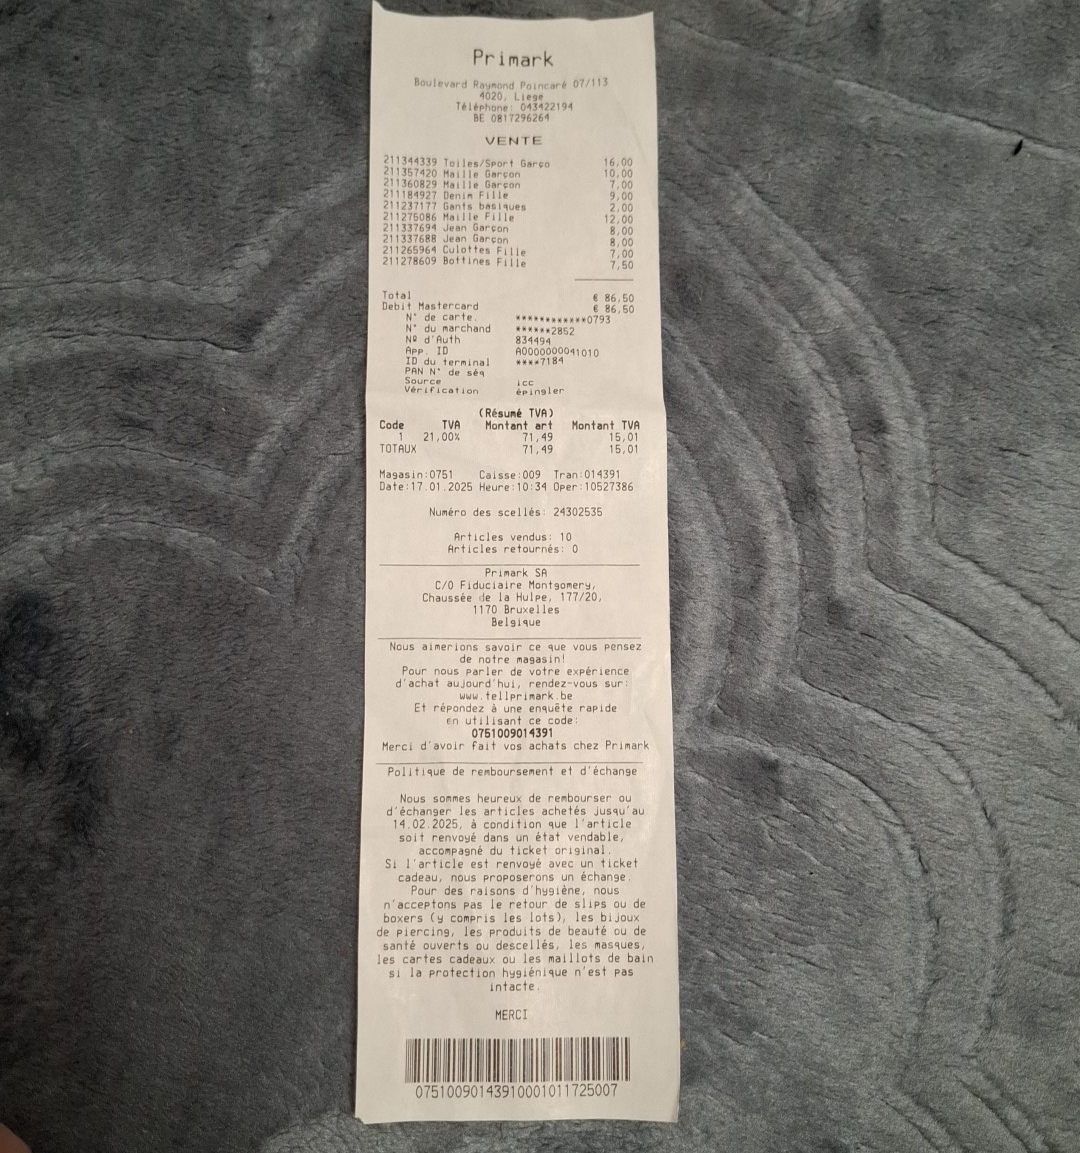 Primark
Boulevard Raymond Poincaré 07/113
4020, Liege
Téléphone: 043422194
BE 0817296264
VENTE
211344339 Toiles/Sport Garço 16,00
211357420 Maille Garçon 10,00
211360829 Maille Garçon 7,00
211184927 Denim Fille 9,00
211237177 Gants basiques 2,00
211275086 Maille Fille 12,00
211337694 Jean Garçon 8,00
211337688 Jean Garçon 8,00
211265964 Culottes Fille 7,00
211278609 Bottines Fille 7,50
Total € 86,50
Debit Mastercard € 86,50
N° de carte. ************0793
N° du marchand ******2852
Nº d'Auth 834494
App. ID A0000000041010
ID du terminal ****7184
PAN N° de séq
Source icc
Vérification épingler
(Résumé TVA)
Code TVA Montant art Montant TVA
1 21,00% 71,49 15,01
TOTAUX 71,49 15,01
Magasin:0751 Caisse:009 Tran:014391
Date:17.01.2025 Heure:10:34 Oper:10527386
Numéro des scellés: 24302535
Articles vendus: 10
Articles retournés: 0
Primark SA
C/O Fiduciaire Montgomery,
Chaussée de la Hulpe, 177/20,
1170 Bruxelles
Belgique
Nous aimerions savoir ce que vous pensez
de notre magasin!
Pour nous parler de votre expérience
d'achat aujourd'hui, rendez-vous sur:
www.tellprimark.be
Et répondez à une enquête rapide
en utilisant ce code:
0751009014391
Merci d'avoir fait vos achats chez Primark
Politique de remboursement et d'échange
Nous sommes heureux de rembourser ou
d'échanger les articles achetés jusqu'au
14.02.2025, à condition que l'article
soit renvoyé dans un état vendable,
accompagné du ticket original.
Si l'article est renvoyé avec un ticket
cadeau, nous proposerons un échange.
Pour des raisons d'hygiène, nous
n'acceptons pas le retour de slips ou de
boxers (y compris les lots), les bijoux
de piercing, les produits de beauté ou de
santé ouverts ou descellés, les masques,
les cartes cadeaux ou les maillots de bain
si la protection hygiénique n'est pas
intacte.
MERCI
07510090143910001011725007